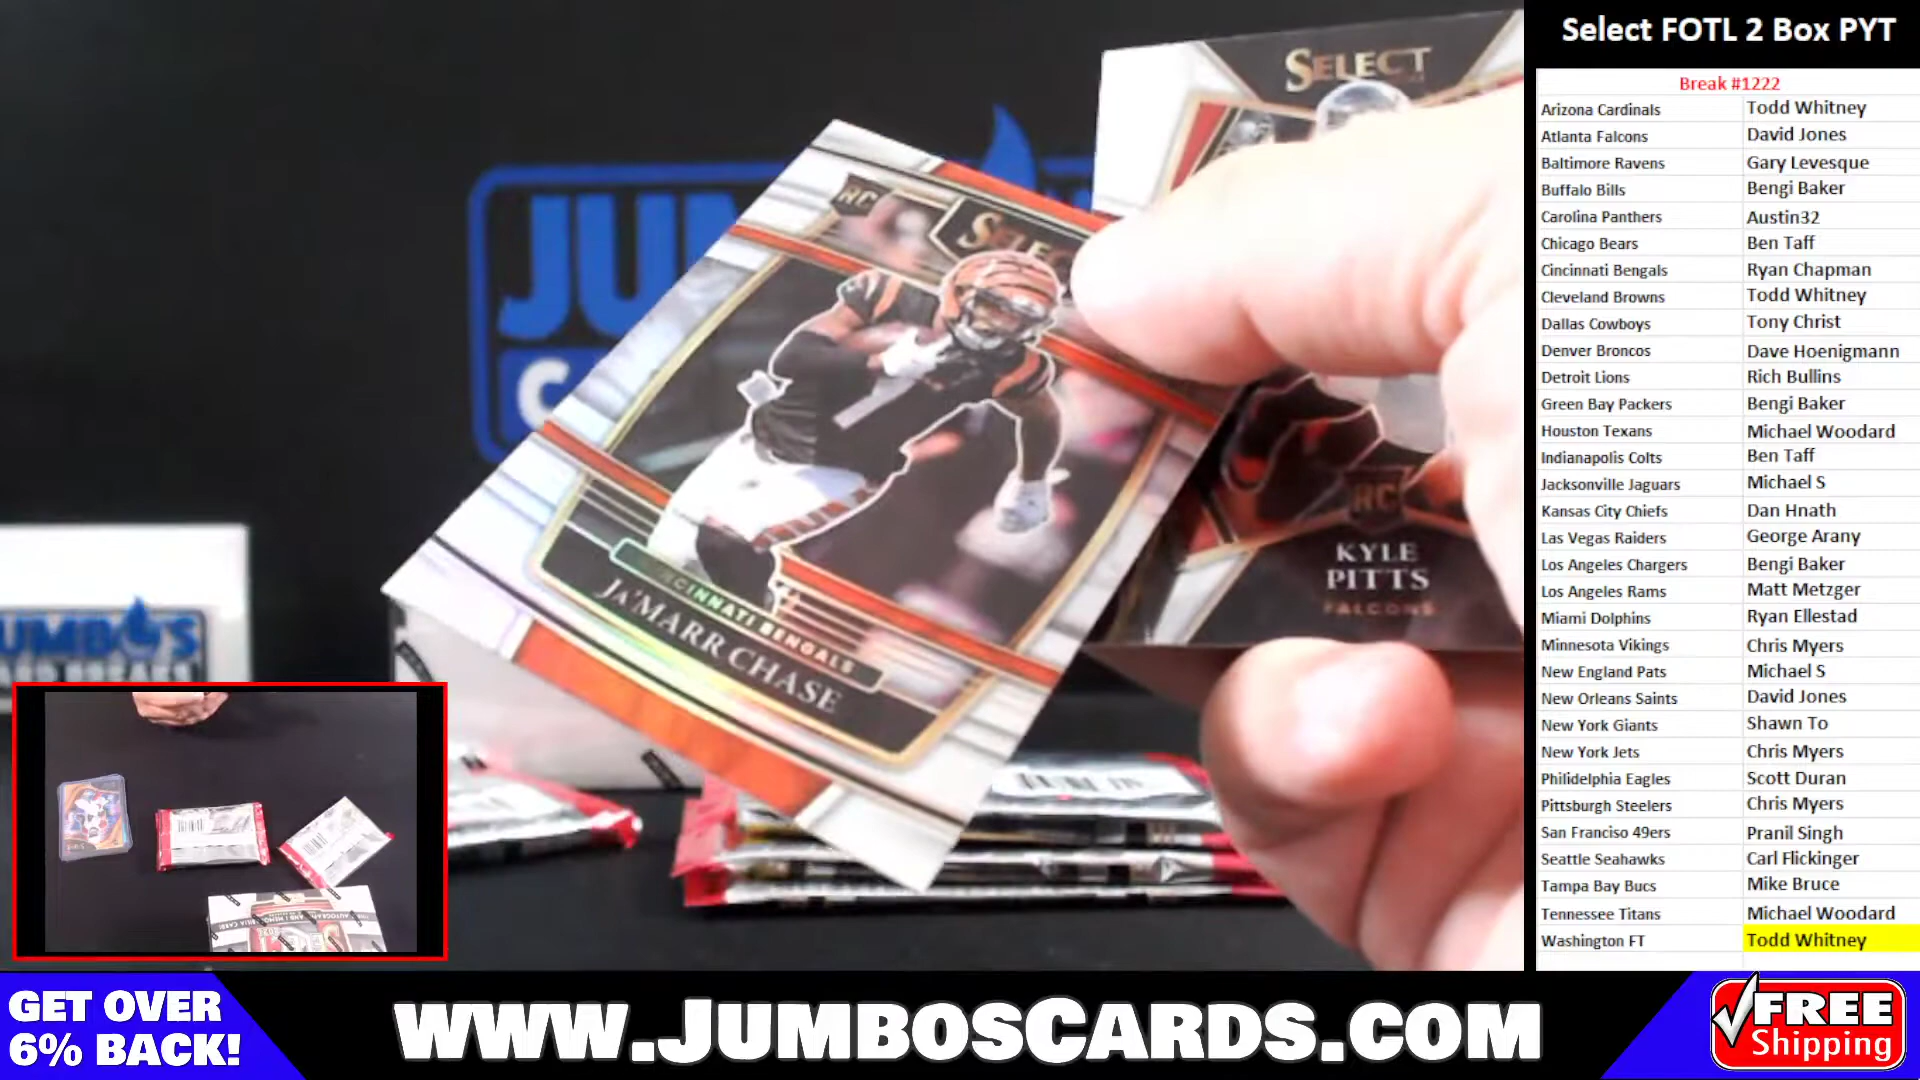 Select FOTL 2 Box PYT
Break #1222
Arizona Cardinals Todd Whitney
Atlanta Falcons David Jones
Baltimore Ravens Gary Levesque
Buffalo Bills Bengi Baker
Carolina Panthers Austin32
Chicago Bears Ben Taff
Cincinnati Bengals Ryan Chapman
Cleveland Browns Todd Whitney
Dallas Cowboys Tony Christ
Denver Broncos Dave Hoenigmann
Detroit Lions Rich Bullins
Green Bay Packers Bengi Baker
Houston Texans Michael Woodard
Indianapolis Colts Ben Taff
Jacksonville Jaguars Michael S
Kansas City Chiefs Dan Hnath
Las Vegas Raiders George Arany
Los Angeles Chargers Bengi Baker
Los Angeles Rams Matt Metzger
Miami Dolphins Ryan Ellestad
Minnesota Vikings Chris Myers
New England Pats Michael S
New Orleans Saints David Jones
New York Giants Shawn To
New York Jets Chris Myers
Philidelphia Eagles Scott Duran
Pittsburgh Steelers Chris Myers
San Franciso 49ers Pranil Singh
Seattle Seahawks Carl Flickinger
Tampa Bay Bucs Mike Bruce
Tennessee Titans Michael Woodard
Washington FT Todd Whitney
SELECT
RC
SELECT
CINCINNATI BENGALS
JA'MARR CHASE
RC
KYLE
PITTS
FALCONS
GET OVER
6% BACK!
WWW.JUMBOSCARDS.COM
FREE
Shipping